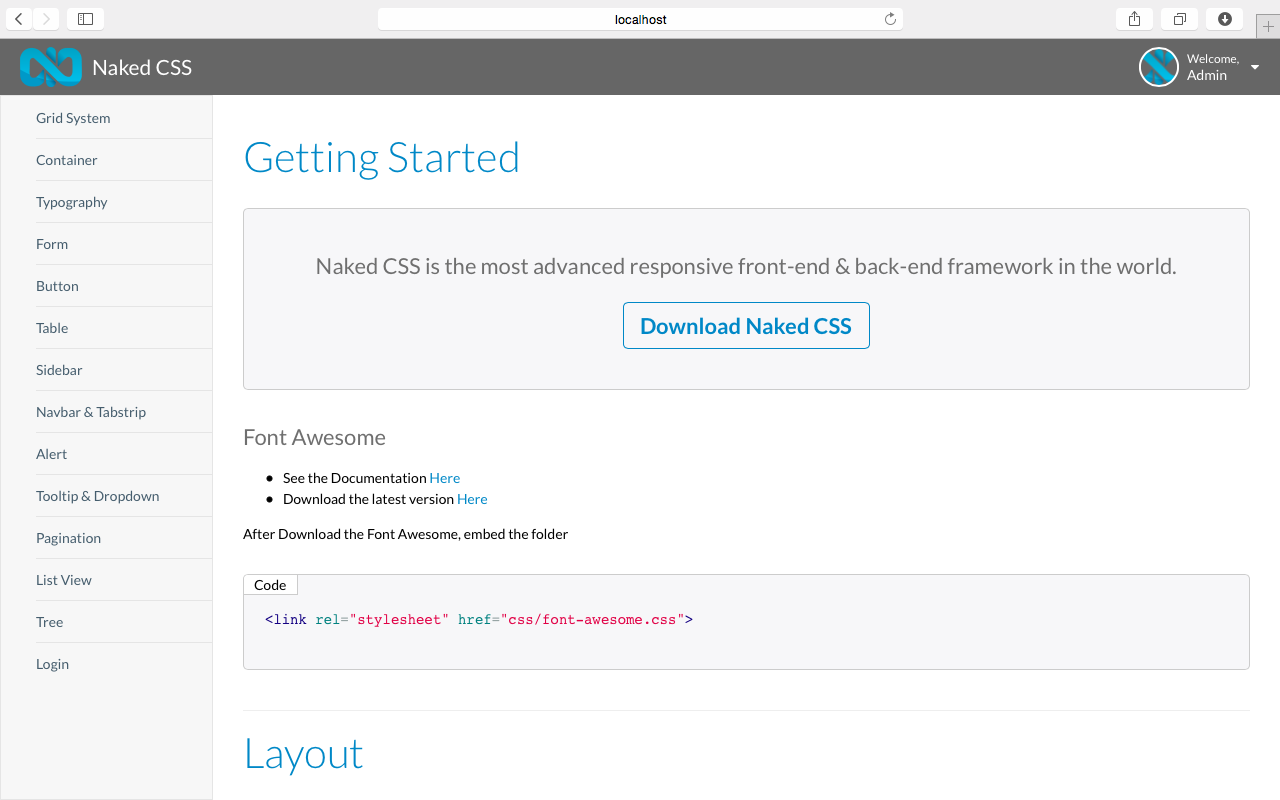 localhost
Naked CSS
Welcome,
Admin
Grid System
Container
Typography
Form
Button
Table
Sidebar
Navbar & Tabstrip
Alert
Tooltip & Dropdown
Pagination
List View
Tree
Login
Getting Started
Naked CSS is the most advanced responsive front-end & back-end framework in the world.
Download Naked CSS
Font Awesome
See the Documentation Here
Download the latest version Here
After Download the Font Awesome, embed the folder
Code
<link rel="stylesheet" href="css/font-awesome.css">
Layout